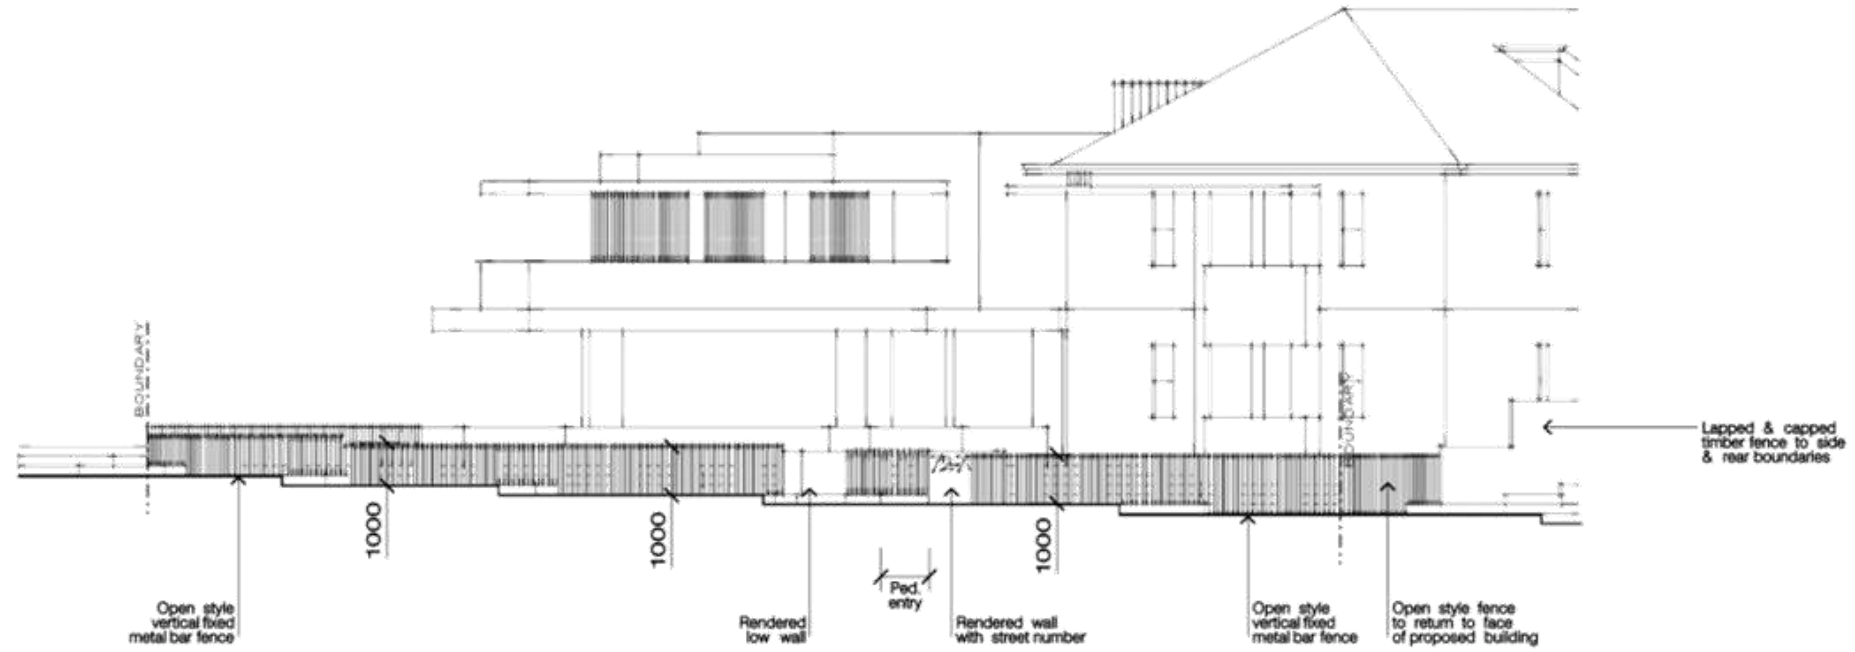 BOUNDARY
BOUNDARY
Lapped & capped
timber fence to side
& rear boundaries
1000
1000
1000
Ped.
entry
Open style
vertical fixed
metal bar fence
Rendered
low wall
Rendered wall
with street number
Open style
vertical fixed
metal bar fence
Open style fence
to return to face
of proposed building